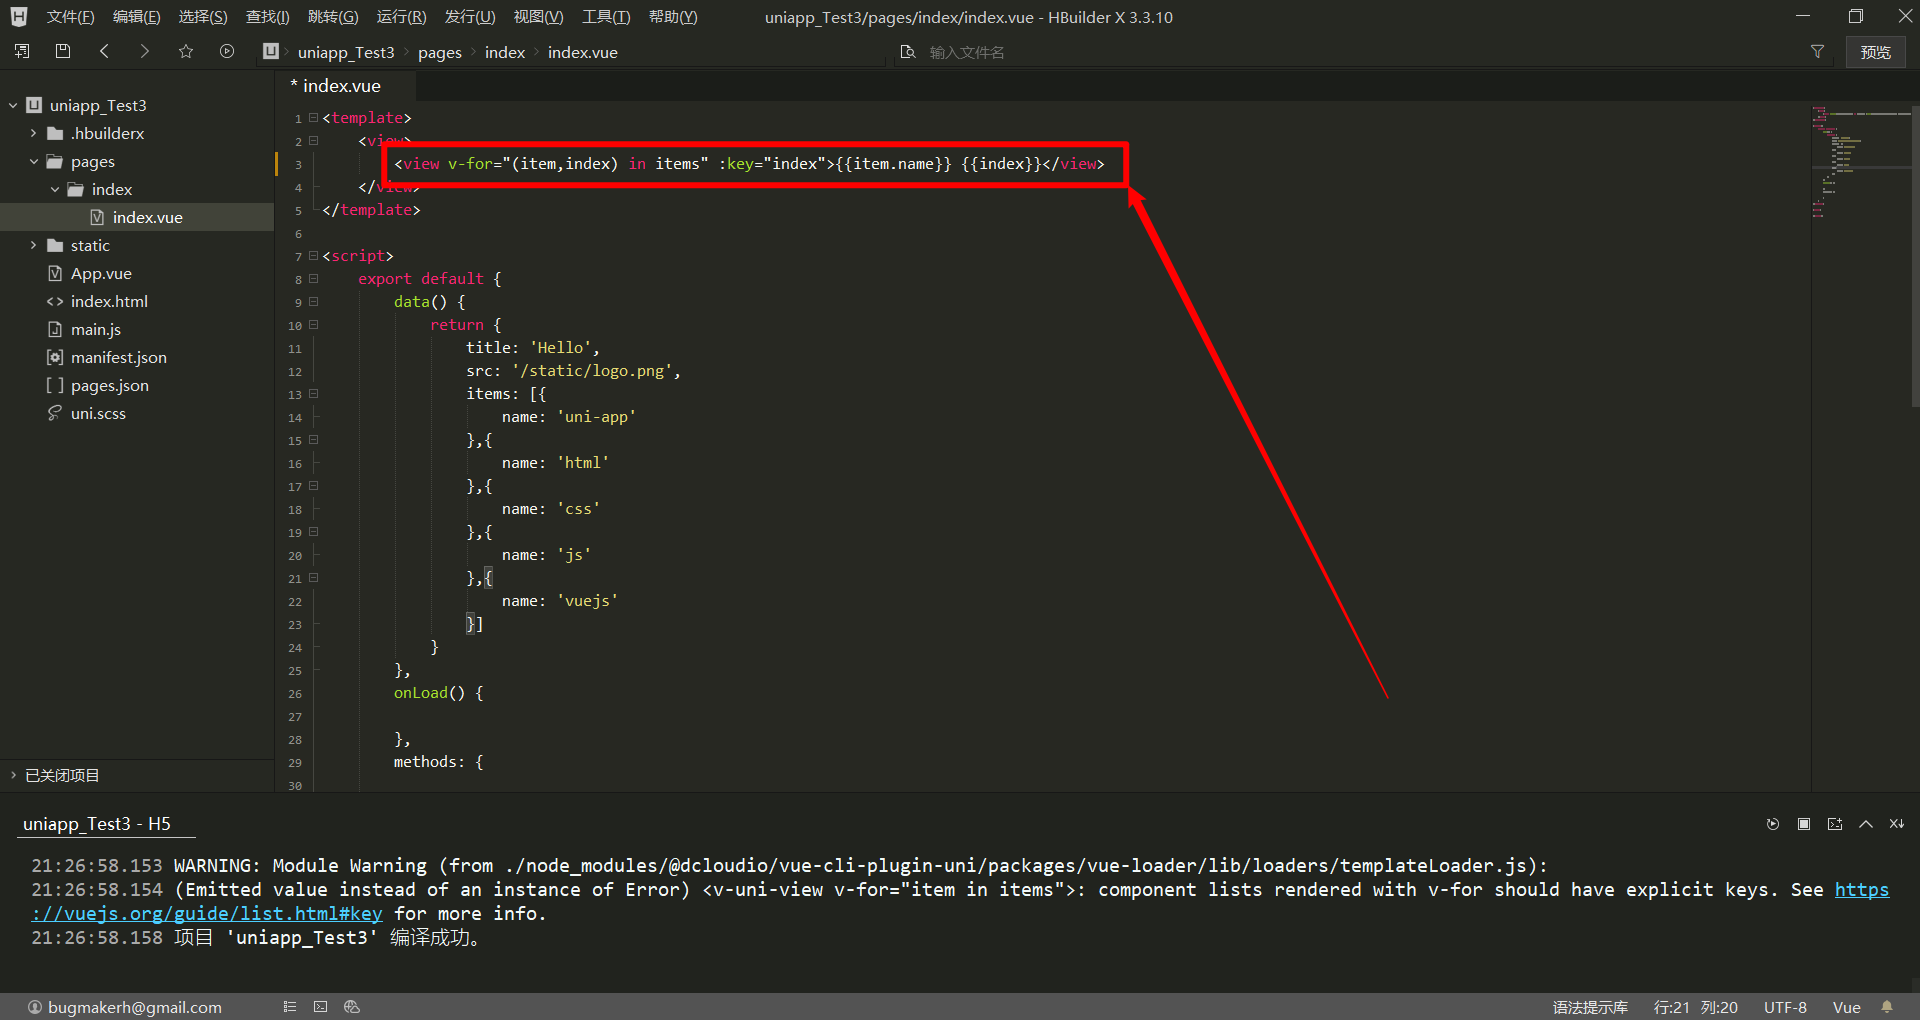 文件(F) 编辑(E) 选择(S) 查找(I) 跳转(G) 运行(R) 发行(U) 视图(V) 工具(T) 帮助(Y) uniapp_Test3/pages/index/index.vue - HBuilder X 3.3.10
uniapp_Test3 pages index index.vue 输入文件名 预览
* index.vue
uniapp_Test3
.hbuilderx
pages
index
index.vue
static
App.vue
index.html
main.js
manifest.json
pages.json
uni.scss
已关闭项目
1 <template>
2 <view>
3 <view v-for="(item,index) in items" :key="index">{{item.name}} {{index}}</view>
4 </view>
5 </template>
6
7 <script>
8 export default {
9 data() {
10 return {
11 title: 'Hello',
12 src: '/static/logo.png',
13 items: [{
14 name: 'uni-app'
15 },{
16 name: 'html'
17 },{
18 name: 'css'
19 },{
20 name: 'js'
21 },{
22 name: 'vuejs'
23 }]
24 }
25 },
26 onLoad() {
27
28 },
29 methods: {
30
uniapp_Test3 - H5
21:26:58.153 WARNING: Module Warning (from ./node_modules/@dcloudio/vue-cli-plugin-uni/packages/vue-loader/lib/loaders/templateLoader.js):
21:26:58.154 (Emitted value instead of an instance of Error) <v-uni-view v-for="item in items">: component lists rendered with v-for should have explicit keys. See https
://vuejs.org/guide/list.html#key for more info.
21:26:58.158 项目 'uniapp_Test3' 编译成功。
bugmakerh@gmail.com 语法提示库 行:21 列:20 UTF-8 Vue